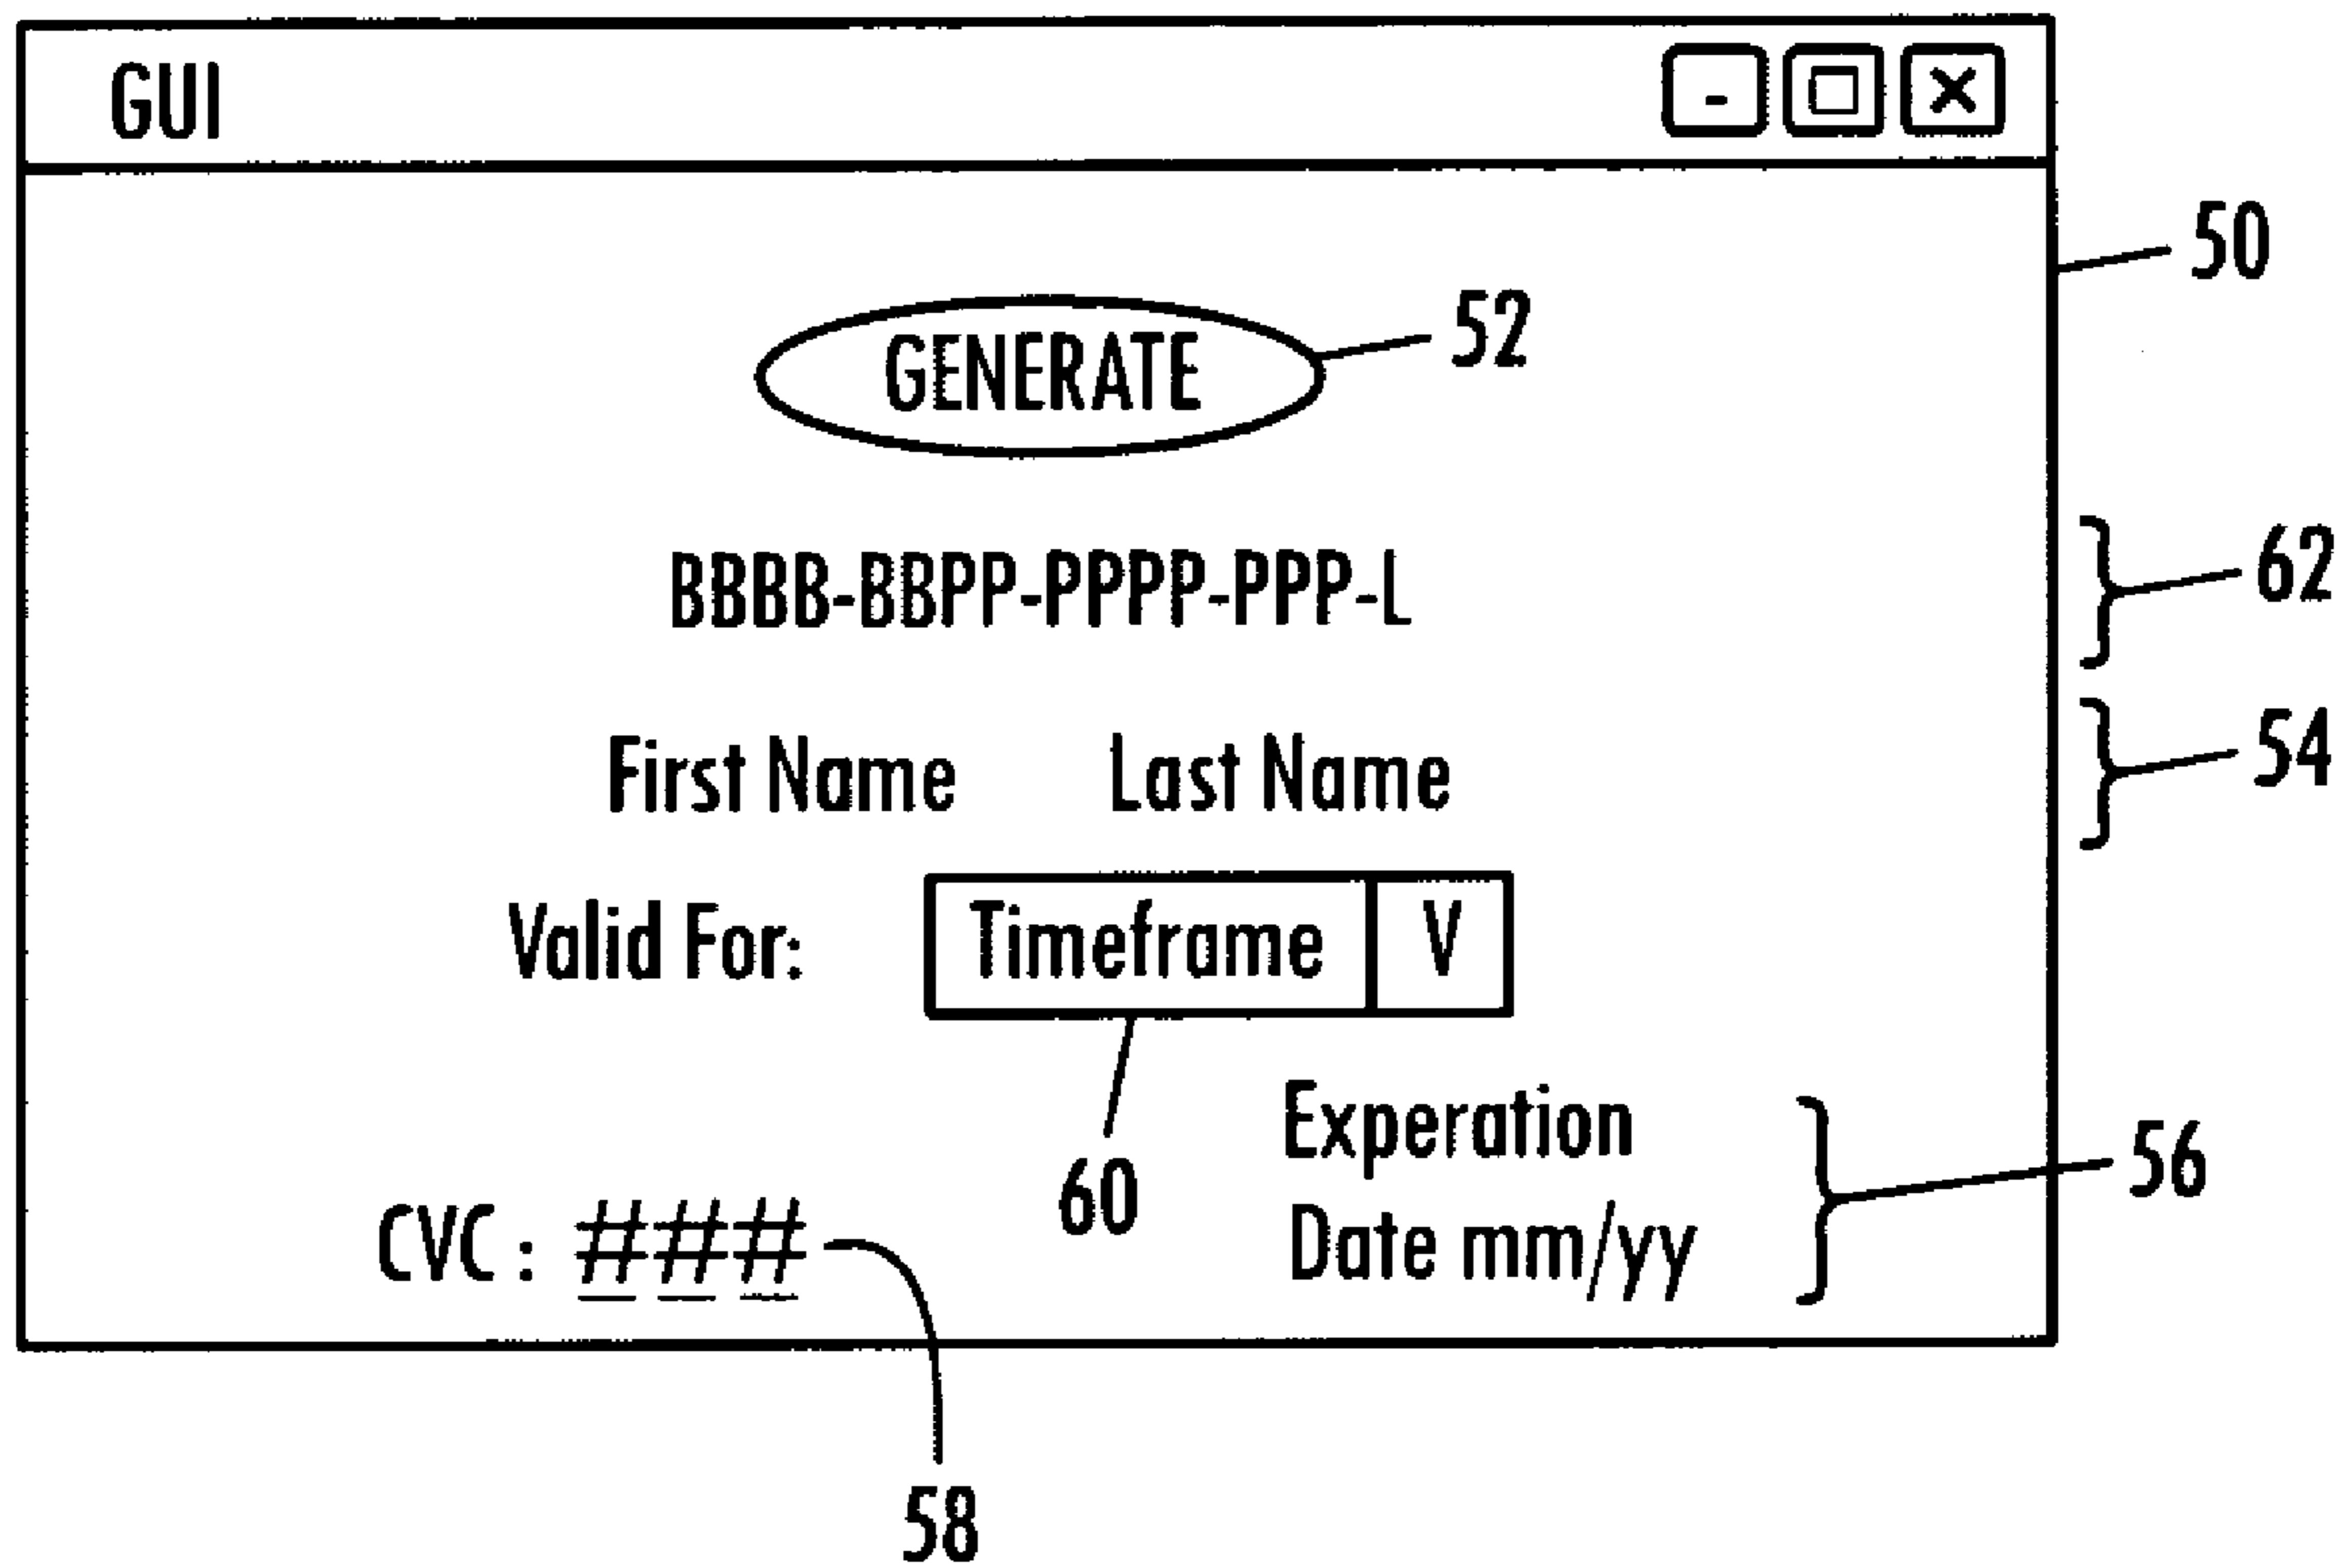 GUI - X
50
GENERATE 52
BBBB-BBPP-PPPP-PPP-L 62
First Name Last Name 54
Valid For: Timeframe V
Experation
60 56
CVC: ### Date mm/yy
58